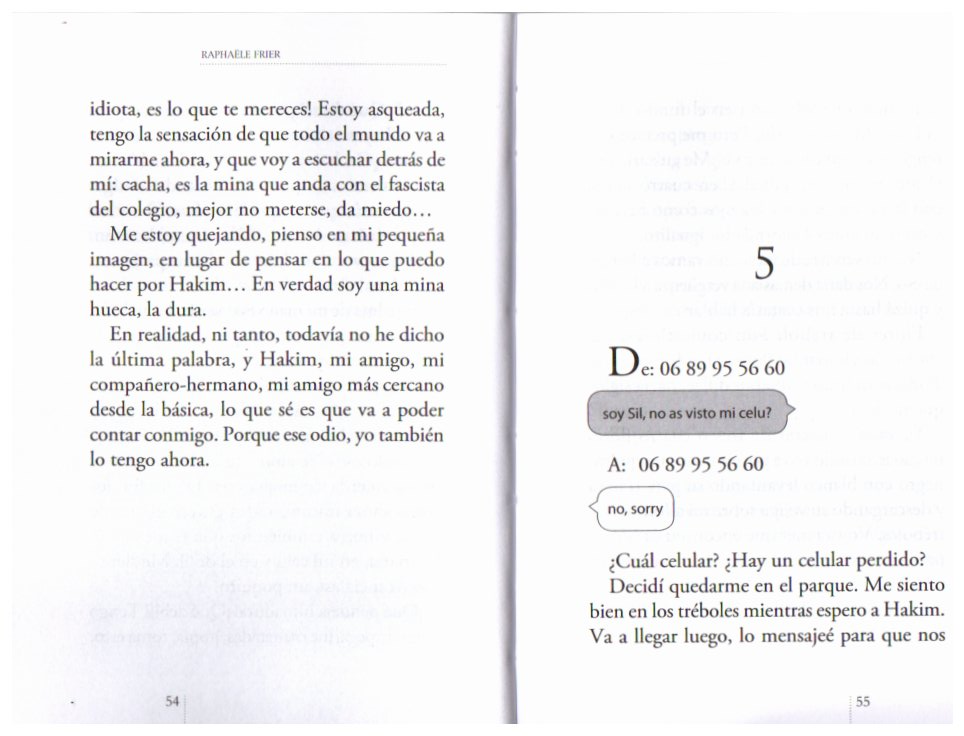 RAPHAËLE FRIER
idiota, es lo que te mereces! Estoy asqueada,
tengo la sensación de que todo el mundo va a
mirarme ahora, y que voy a escuchar detrás de
mí: cacha, es la mina que anda con el fascista
del colegio, mejor no meterse, da miedo…
Me estoy quejando, pienso en mi pequeña
imagen, en lugar de pensar en lo que puedo
hacer por Hakim… En verdad soy una mina
hueca, la dura.
En realidad, ni tanto, todavía no he dicho
la última palabra, y Hakim, mi amigo, mi
compañero-hermano, mi amigo más cercano
desde la básica, lo que sé es que va a poder
contar conmigo. Porque ese odio, yo también
lo tengo ahora.
54
5
De: 06 89 95 56 60
soy Sil, no as visto mi celu?
A: 06 89 95 56 60
no, sorry
¿Cuál celular? ¿Hay un celular perdido?
Decidí quedarme en el parque. Me siento
bien en los tréboles mientras espero a Hakim.
Va a llegar luego, lo mensajeé para que nos
55